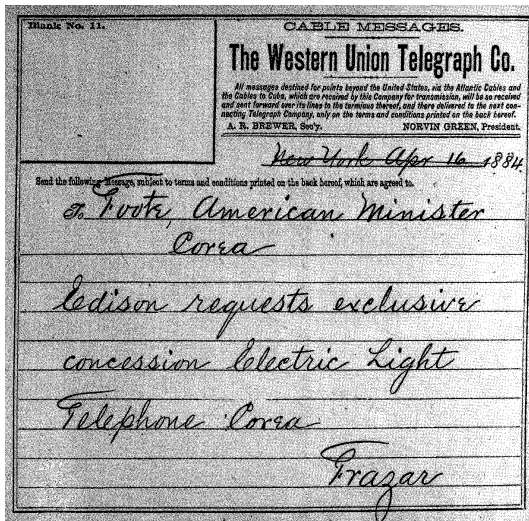 Blank No. 11.
CABLE MESSAGES.
The Western Union Telegraph Co.
All messages destined for points beyond the United States, via the Atlantic Cables and
the Cables to Cuba, which are received by this Company for transmission, will be so received
and sent forward over its lines to the terminus thereof, and there delivered to the next con-
necting Telegraph Company, only on the terms and conditions printed on the back hereof.
A. R. BREWER, Sec'y. NORVIN GREEN, President.
New York Apr 16 1884
Send the following Message, subject to terms and conditions printed on the back hereof, which are agreed to.
To Foote, American Minister
Corea
Edison requests exclusive
concession Electric Light
Telephone Corea
Frazar